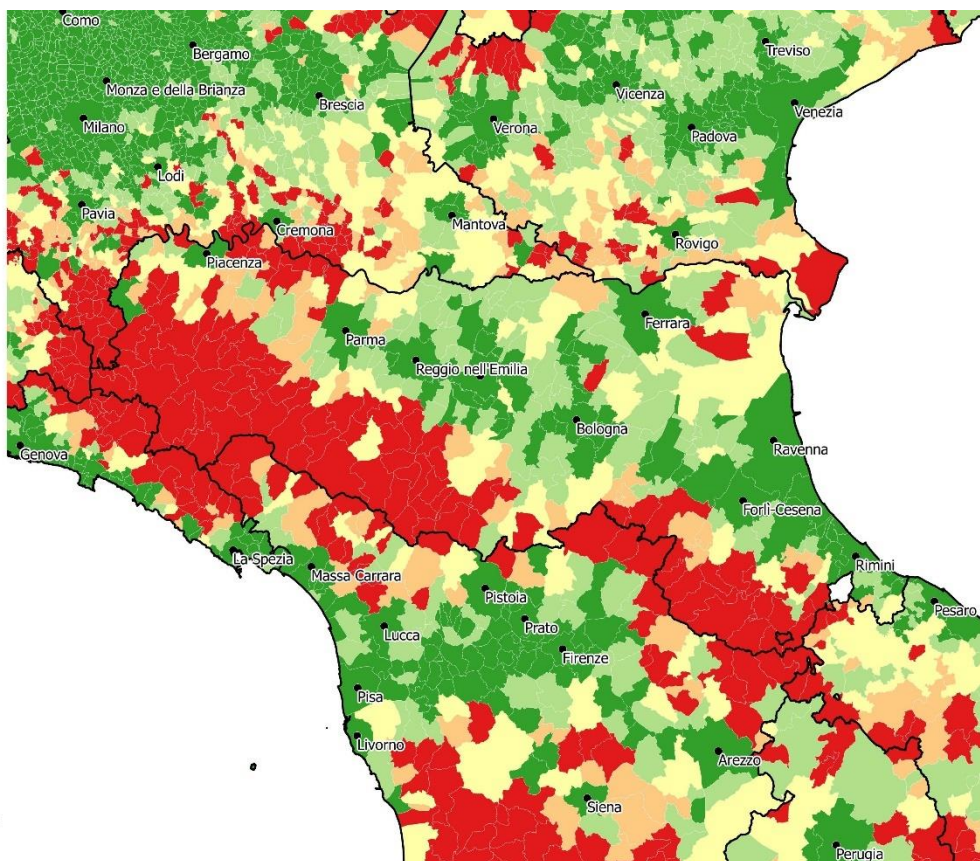 Como
Bergamo
Treviso
Monza e della Brianza
Vicenza
Brescia
Venezia
Milano
Verona
Padova
Lodi
Pavia
Cremona
Mantova
Rovigo
Piacenza
Ferrara
Parma
Reggio nell'Emilia
Bologna
Genova
Ravenna
Forlì-Cesena
La Spezia
Rimini
Massa Carrara
Pistoia
Pesaro
Prato
Lucca
Firenze
Pisa
Livorno
Arezzo
Siena
Perugia